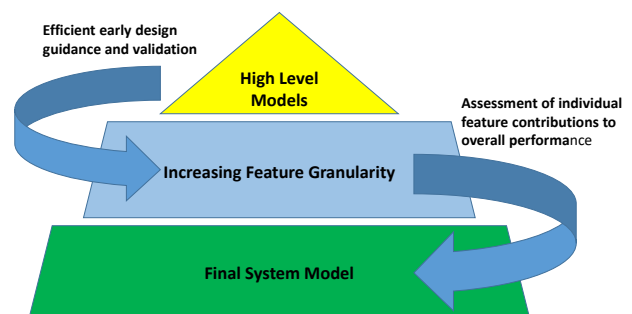 Efficient early design
guidance and validation
High Level
Models
Assessment of individual
feature contributions to
overall performance
Increasing Feature Granularity
Final System Model